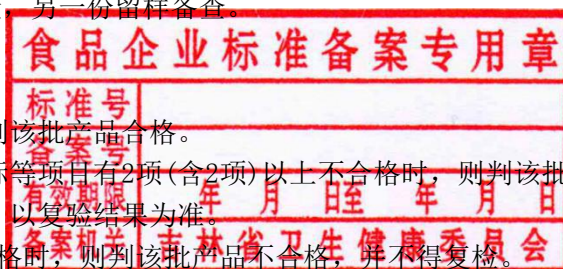 ，另一份留样备查。
食品企业标准备案专用章
标准号
则该批产品合格。
备案号
标等项目有2项(含2项)以上不合格时，则判该批
有效期限 年 月 日至 年 月 日
以复验结果为准。
备案机关 吉林省卫生健康委员会
格时，则判该批产品不合格，并不得复检。